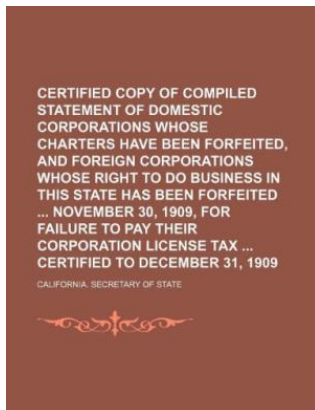 CERTIFIED COPY OF COMPILED
STATEMENT OF DOMESTIC
CORPORATIONS WHOSE
CHARTERS HAVE BEEN FORFEITED,
AND FOREIGN CORPORATIONS
WHOSE RIGHT TO DO BUSINESS IN
THIS STATE HAS BEEN FORFEITED
... NOVEMBER 30, 1909, FOR
FAILURE TO PAY THEIR
CORPORATION LICENSE TAX ...
CERTIFIED TO DECEMBER 31, 1909
CALIFORNIA. SECRETARY OF STATE